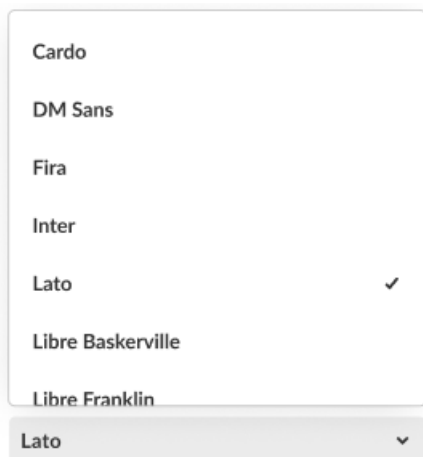 Cardo
DM Sans
Fira
Inter
Lato
Libre Baskerville
Libre Franklin
Lato